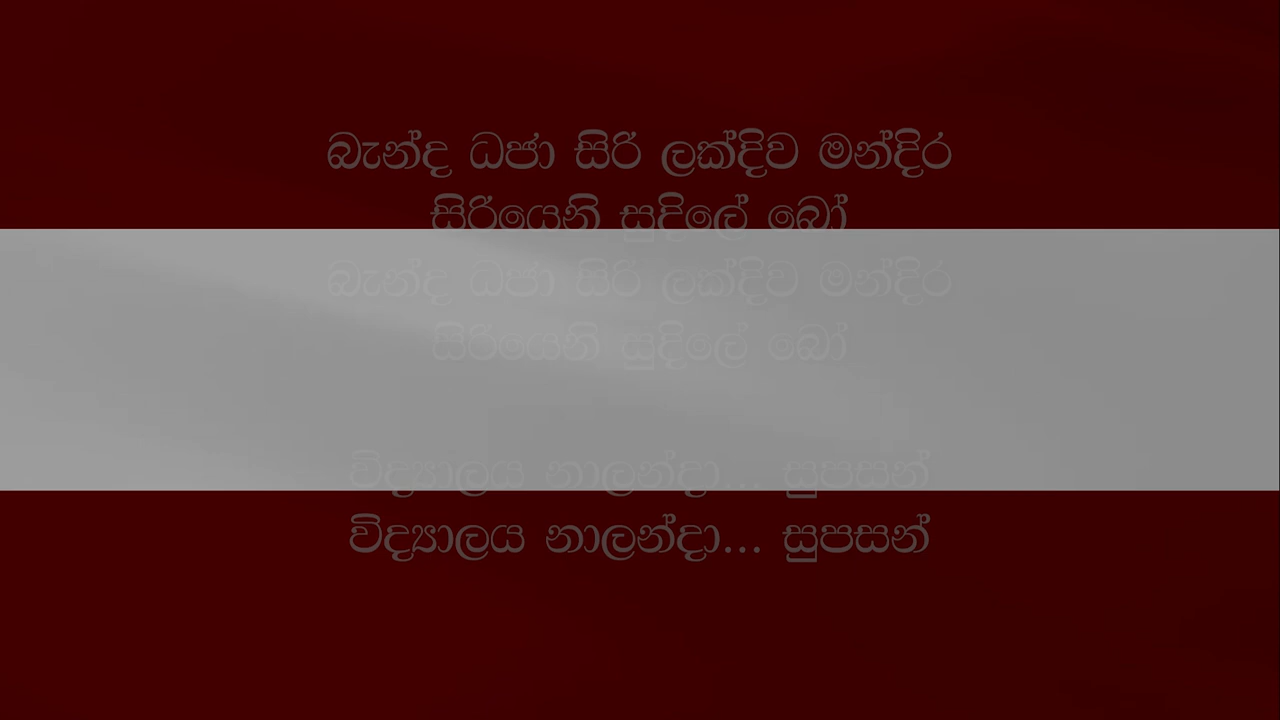 බැන්ද ධජා සිරි ලක්දිව මන්දිර
සිරියෙනි සුදිලේ බෝ
බැන්ද ධජා සිරි ලක්දිව මන්දිර
සිරියෙනි සුදිලේ බෝ
විද්‍යාලය නාලන්දා... සුපසන්
විද්‍යාලය නාලන්දා... සුපසන්